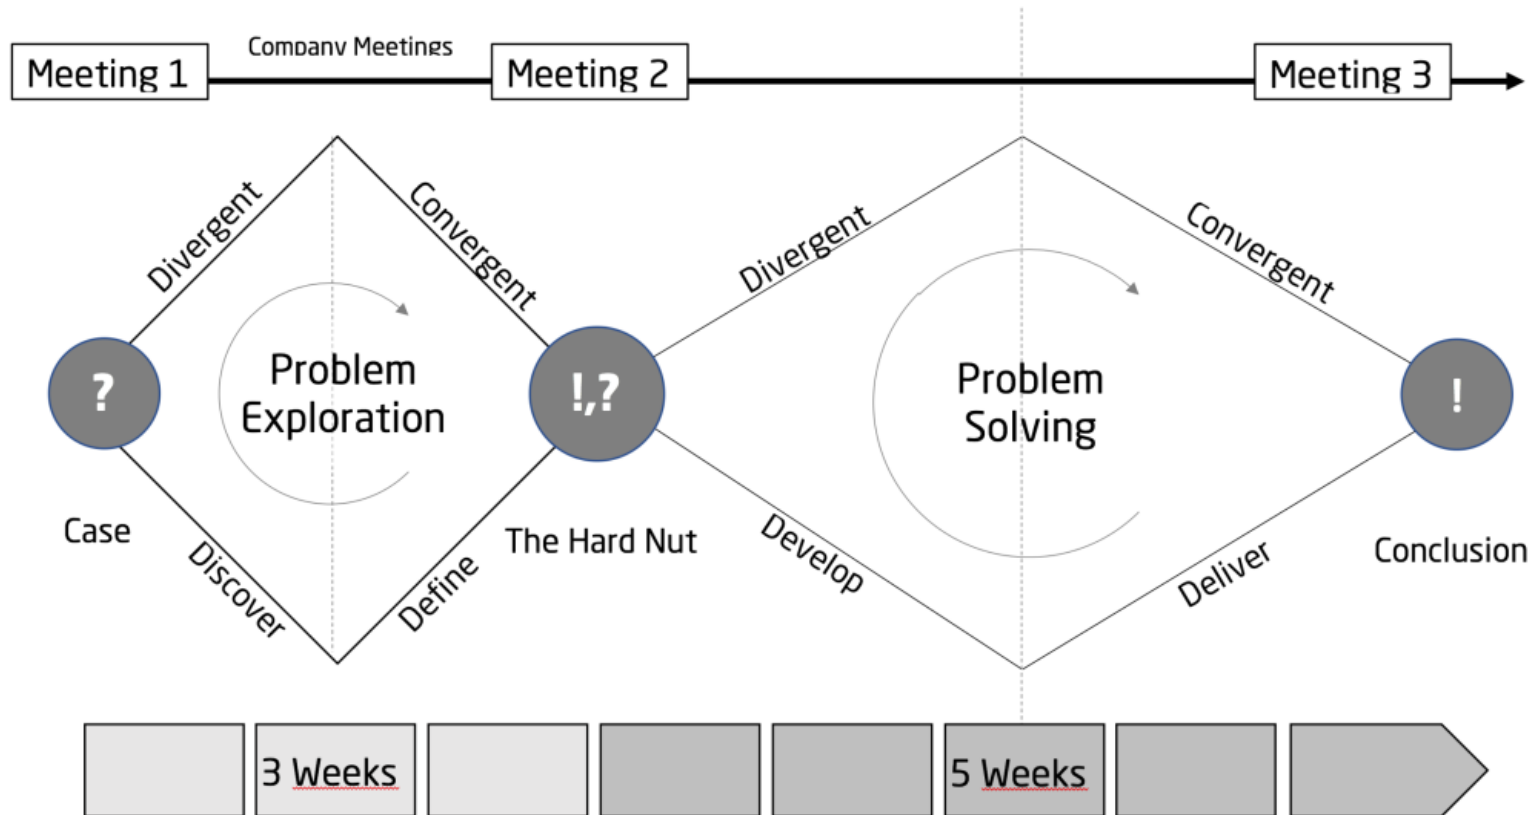 Company Meetings
Meeting 1
Meeting 2
Meeting 3
Divergent
Convergent
Divergent
Convergent
?
Problem
Exploration
!,?
Problem
Solving
!
Case
The Hard Nut
Conclusion
Discover
Define
Develop
Deliver
3 Weeks
5 Weeks